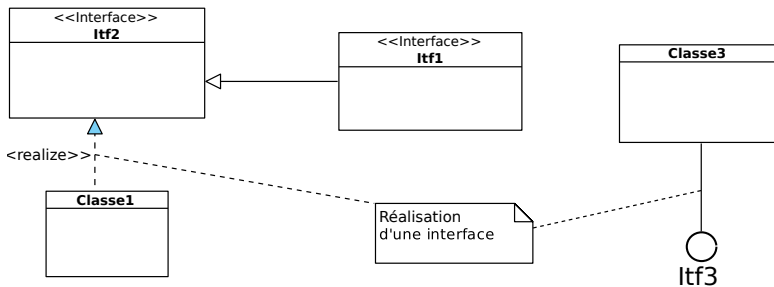 <<Interface>>
Itf2
<<Interface>>
Itf1
Classe3
<realize>>
Classe1
Réalisation
d'une interface
Itf3